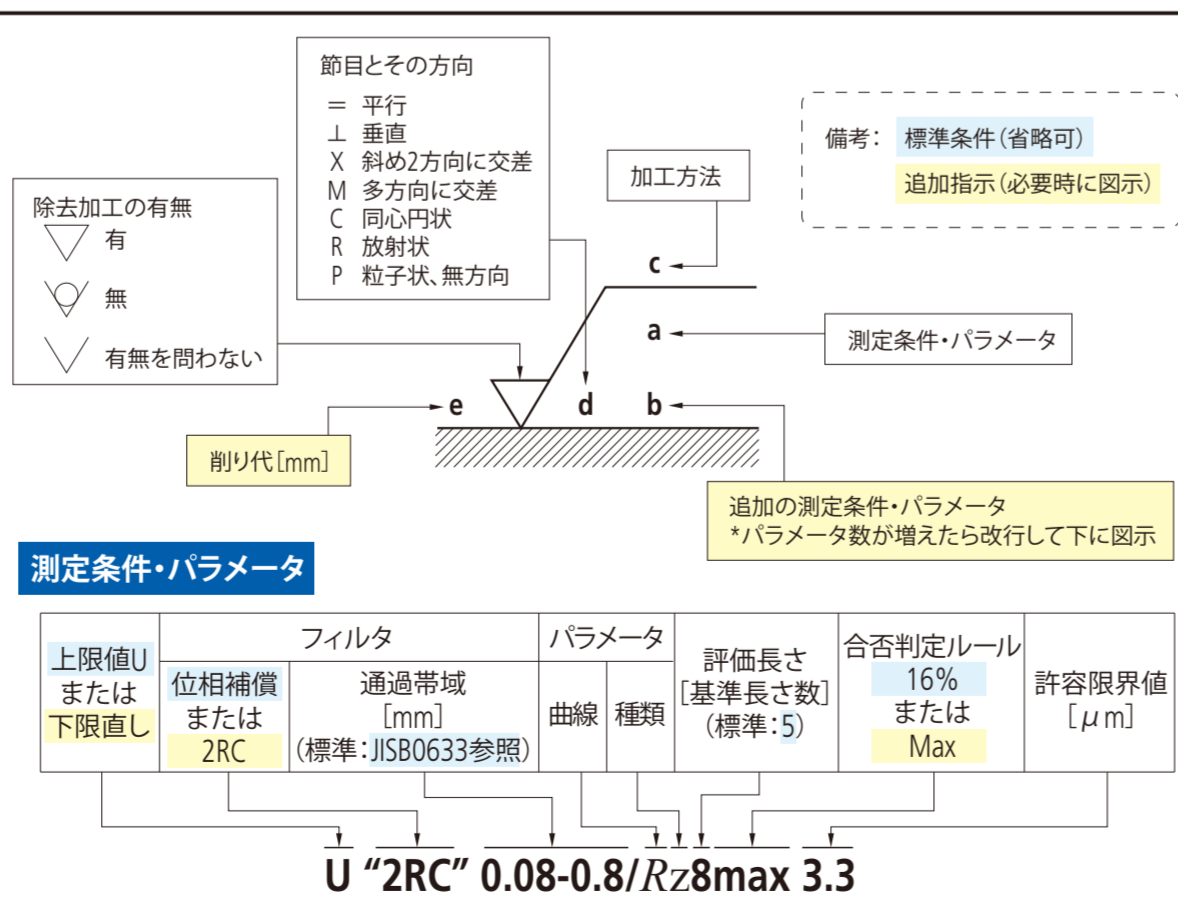 節目とその方向
＝ 平行
⊥ 垂直
X 斜め2方向に交差
M 多方向に交差
C 同心円状
R 放射状
P 粒子状、無方向
備考： 標準条件（省略可）
追加指示（必要時に図示）
加工方法
除去加工の有無
有
無
有無を問わない
c
a
測定条件・パラメータ
e
d
b
削り代[mm]
追加の測定条件・パラメータ
*パラメータ数が増えたら改行して下に図示
測定条件・パラメータ
上限値U
または
下限直し
フィルタ
位相補償
または
2RC
通過帯域
[mm]
(標準：JISB0633参照)
パラメータ
曲線
種類
評価長さ
[基準長さ数]
(標準：5)
合否判定ルール
16%
または
Max
許容限界値
[μm]
U “2RC” 0.08-0.8/Rz8max 3.3